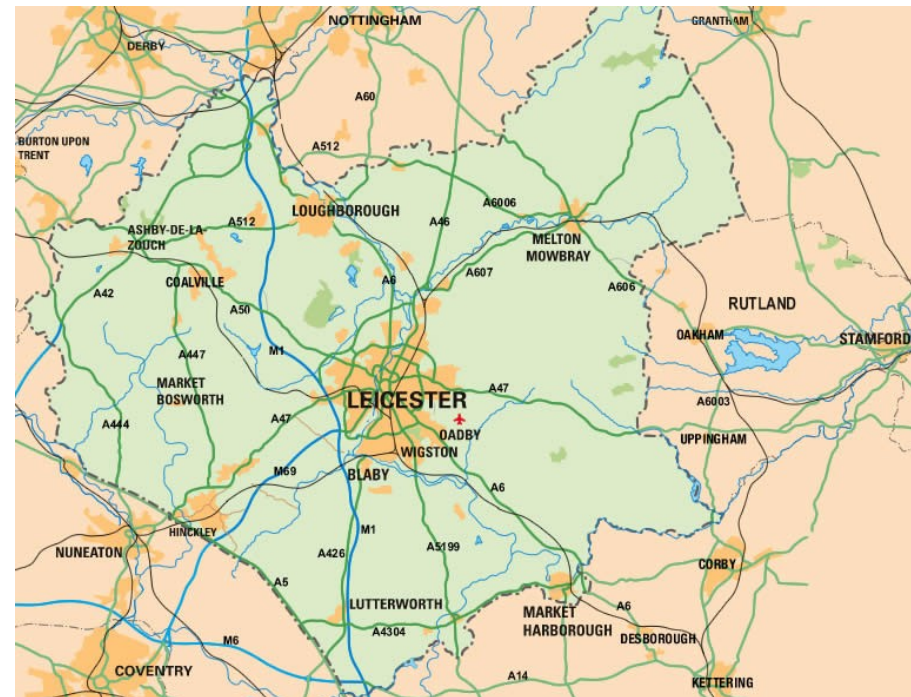 NOTTINGHAM
GRANTHAM
DERBY
A60
BURTON UPON
TRENT
A512
A6006
LOUGHBOROUGH
A512
A46
ASHBY-DE-LA-
ZOUCH
MELTON
MOWBRAY
A607
A6
COALVILLE
A42
A606
RUTLAND
A50
OAKHAM
STAMFORD
M1
A447
MARKET
BOSWORTH
A47
LEICESTER
A6003
A47
A444
OADBY
UPPINGHAM
WIGSTON
M69
BLABY
A6
HINCKLEY
M1
NUNEATON
A426
A5199
CORBY
A5
LUTTERWORTH
MARKET
HARBOROUGH
A6
A4304
DESBOROUGH
M6
COVENTRY
A14
KETTERING